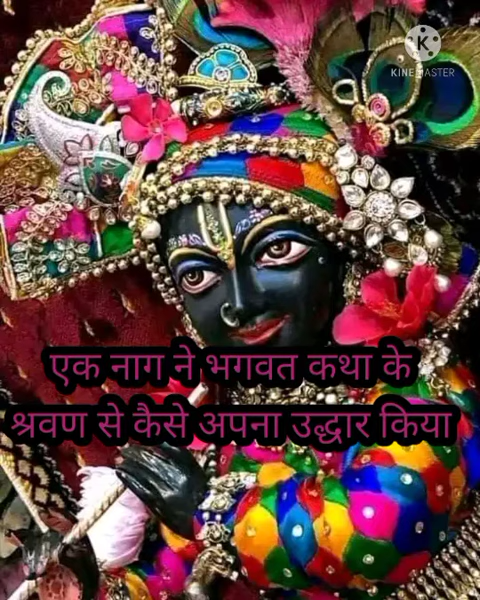 KINEMASTER
एक नाग ने भगवत कथा के
श्रवण से कैसे अपना उद्धार किया